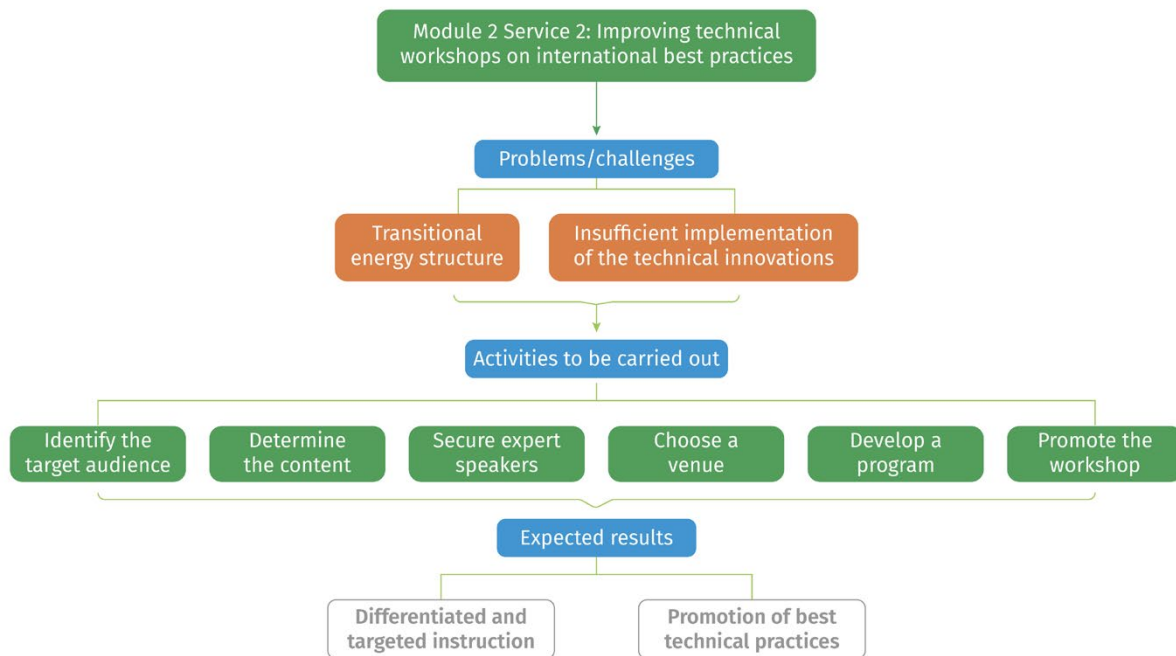 Module 2 Service 2: Improving technical
workshops on international best practices
Problems/challenges
Transitional
energy structure
Insufficient implementation
of the technical innovations
Activities to be carried out
Identify the
target audience
Determine
the content
Secure expert
speakers
Choose a
venue
Develop a
program
Promote the
workshop
Expected results
Differentiated and
targeted instruction
Promotion of best
technical practices